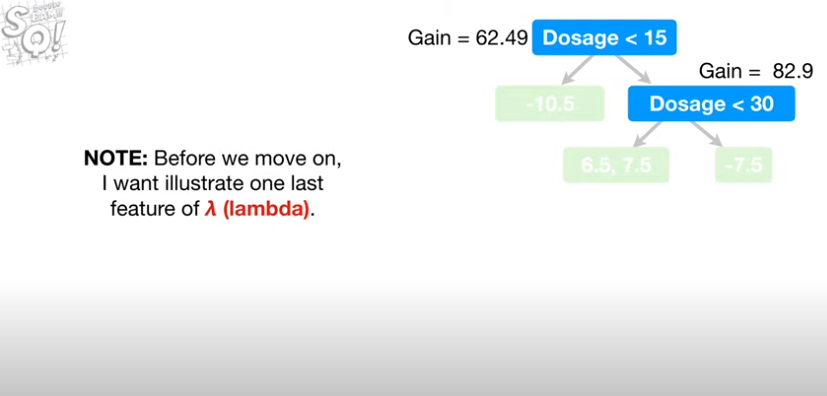 SQ!
Gain = 62.49 Dosage < 15
Gain = 82.9
-10.5 Dosage < 30
6.5, 7.5 -7.5
NOTE: Before we move on,
I want illustrate one last
feature of λ (lambda).